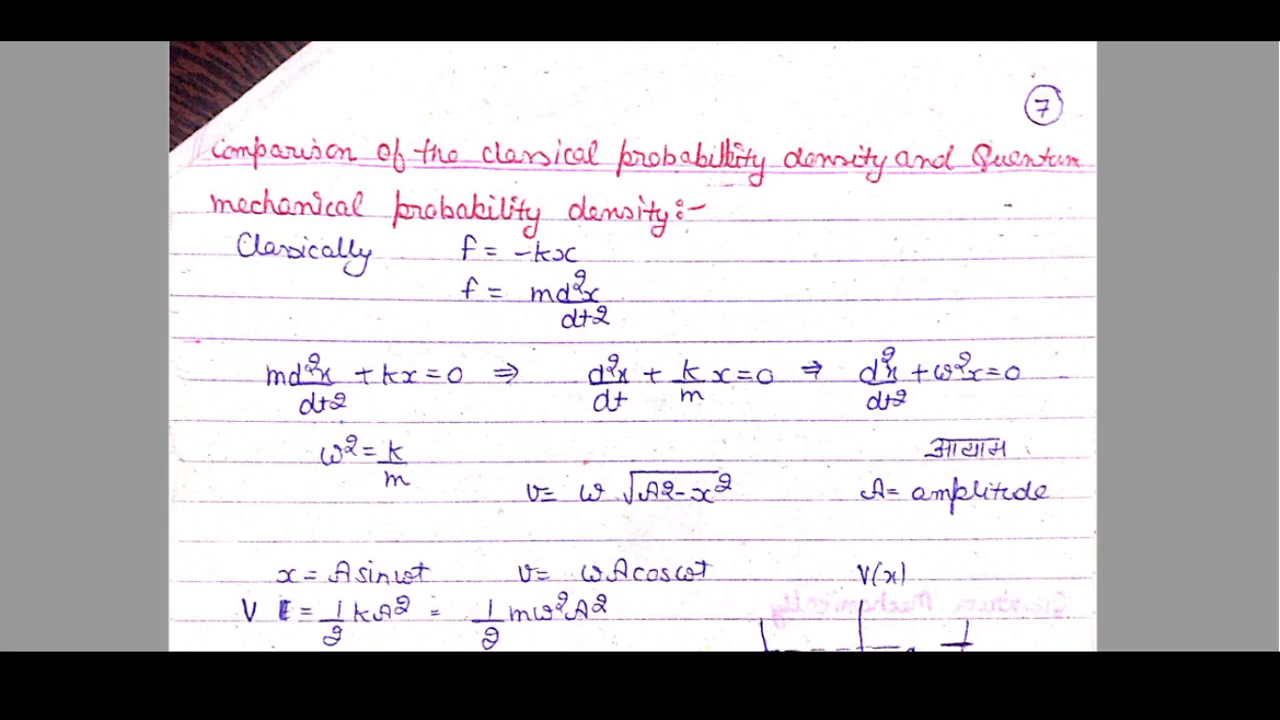 7
Comparison of the classical probability density and Quantum
mechanical probability density:-
Classically f = -kx
f = md²x/dt2
md²x/dt2 + kx = 0 ⇒ d²x/dt + k/m x = 0 ⇒ d²x/dt2 + ω²x = 0
ω² = k/m
आयाम
v = ω √A2-x²
A = amplitude
x = A sin ωt v = ωA cos ωt V(x)
V = 1/2 kA² = 1/2 mω²A²